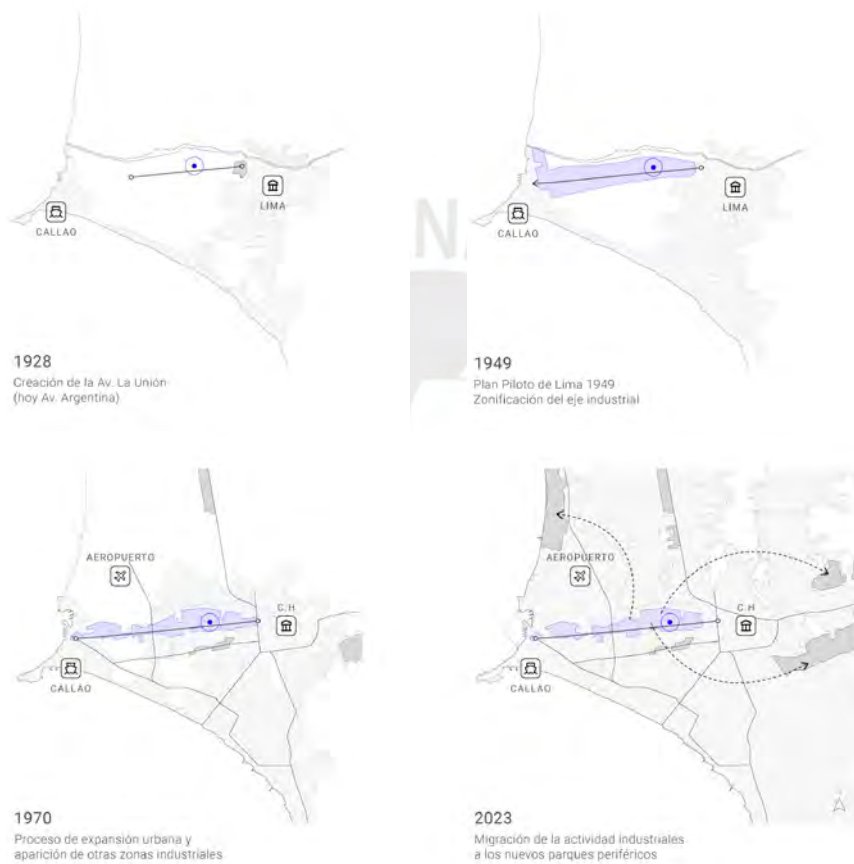 LIMA
CALLAO
1928
Creación de la Av. La Unión
(hoy Av. Argentina)
N
LIMA
CALLAO
1949
Plan Piloto de Lima 1949
Zonificación del eje industrial
AEROPUERTO
C.H
CALLAO
1970
Proceso de expansión urbana y
aparición de otras zonas industriales
AEROPUERTO
C.H
CALLAO
2023
Migración de la actividad industriales
a los nuevos parques periféricos